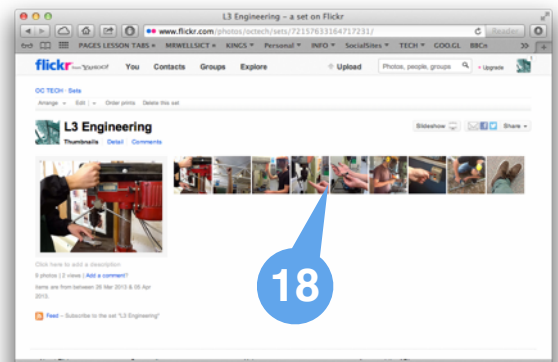 L3 Engineering – a set on Flickr
www.flickr.com/photos/octech/sets/72157633164717231/
Reader
PAGES LESSON TABS MRWELLSICT KINGS Personal INFO SocialSites TECH GOO.GL BBCn
flickr from YAHOO! You Contacts Groups Explore Upload Photos, people, groups Upgrade
OC TECH · Sets
Arrange Edit Order prints Delete this set
L3 Engineering
Slideshow Share
Thumbnails Detail Comments
Click here to add a description
9 photos | 2 views | Add a comment?
items are from between 26 Mar 2013 & 05 Apr
2013.
18
Feed – Subscribe to the set "L3 Engineering"